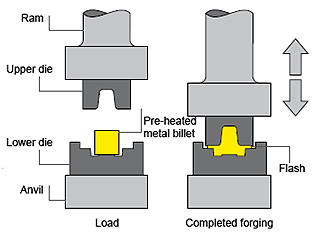 Ram
Upper die
Pre-heated
metal billet
Lower die
Anvil
Flash
Load
Completed forging